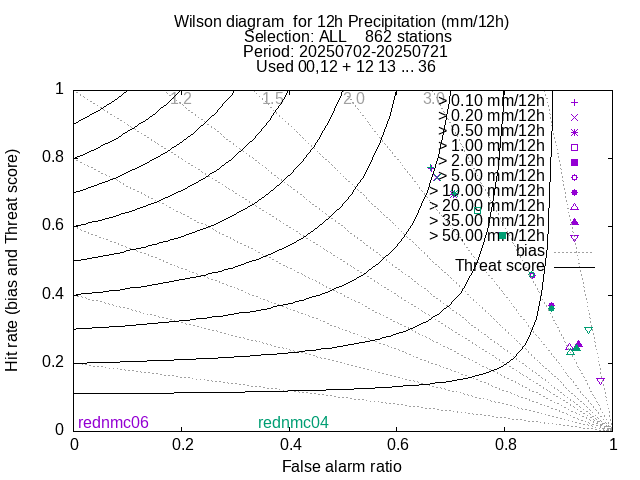 Wilson diagram  for 12h Precipitation (mm/12h)
Selection: ALL    862 stations
Period: 20250702-20250721
Used 00,12 + 12 13 ... 36
1.2
1.5
2.0
3.0
> 0.10 mm/12h
> 0.20 mm/12h
> 0.50 mm/12h
> 1.00 mm/12h
> 2.00 mm/12h
> 5.00 mm/12h
> 10.00 mm/12h
> 20.00 mm/12h
> 35.00 mm/12h
> 50.00 mm/12h
bias
Threat score
Hit rate (bias and Threat score)
1
0.8
0.6
0.4
0.2
0
rednmc06
rednmc04
0
0.2
0.4
0.6
0.8
1
False alarm ratio